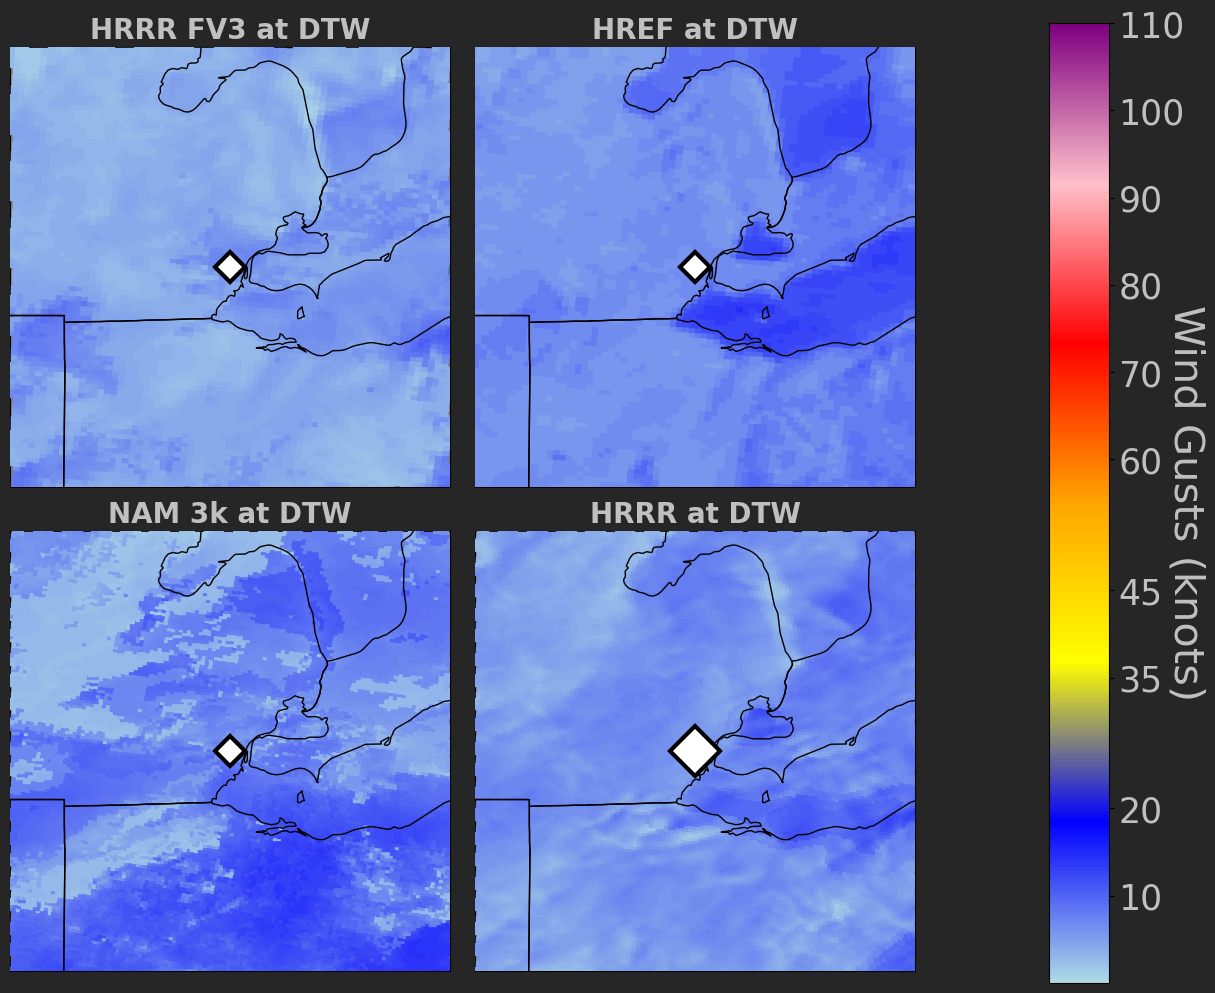 HRRR FV3 at DTW
HREF at DTW
NAM 3k at DTW
HRRR at DTW
110
100
90
80
70
60
45
35
20
10
Wind Gusts (knots)